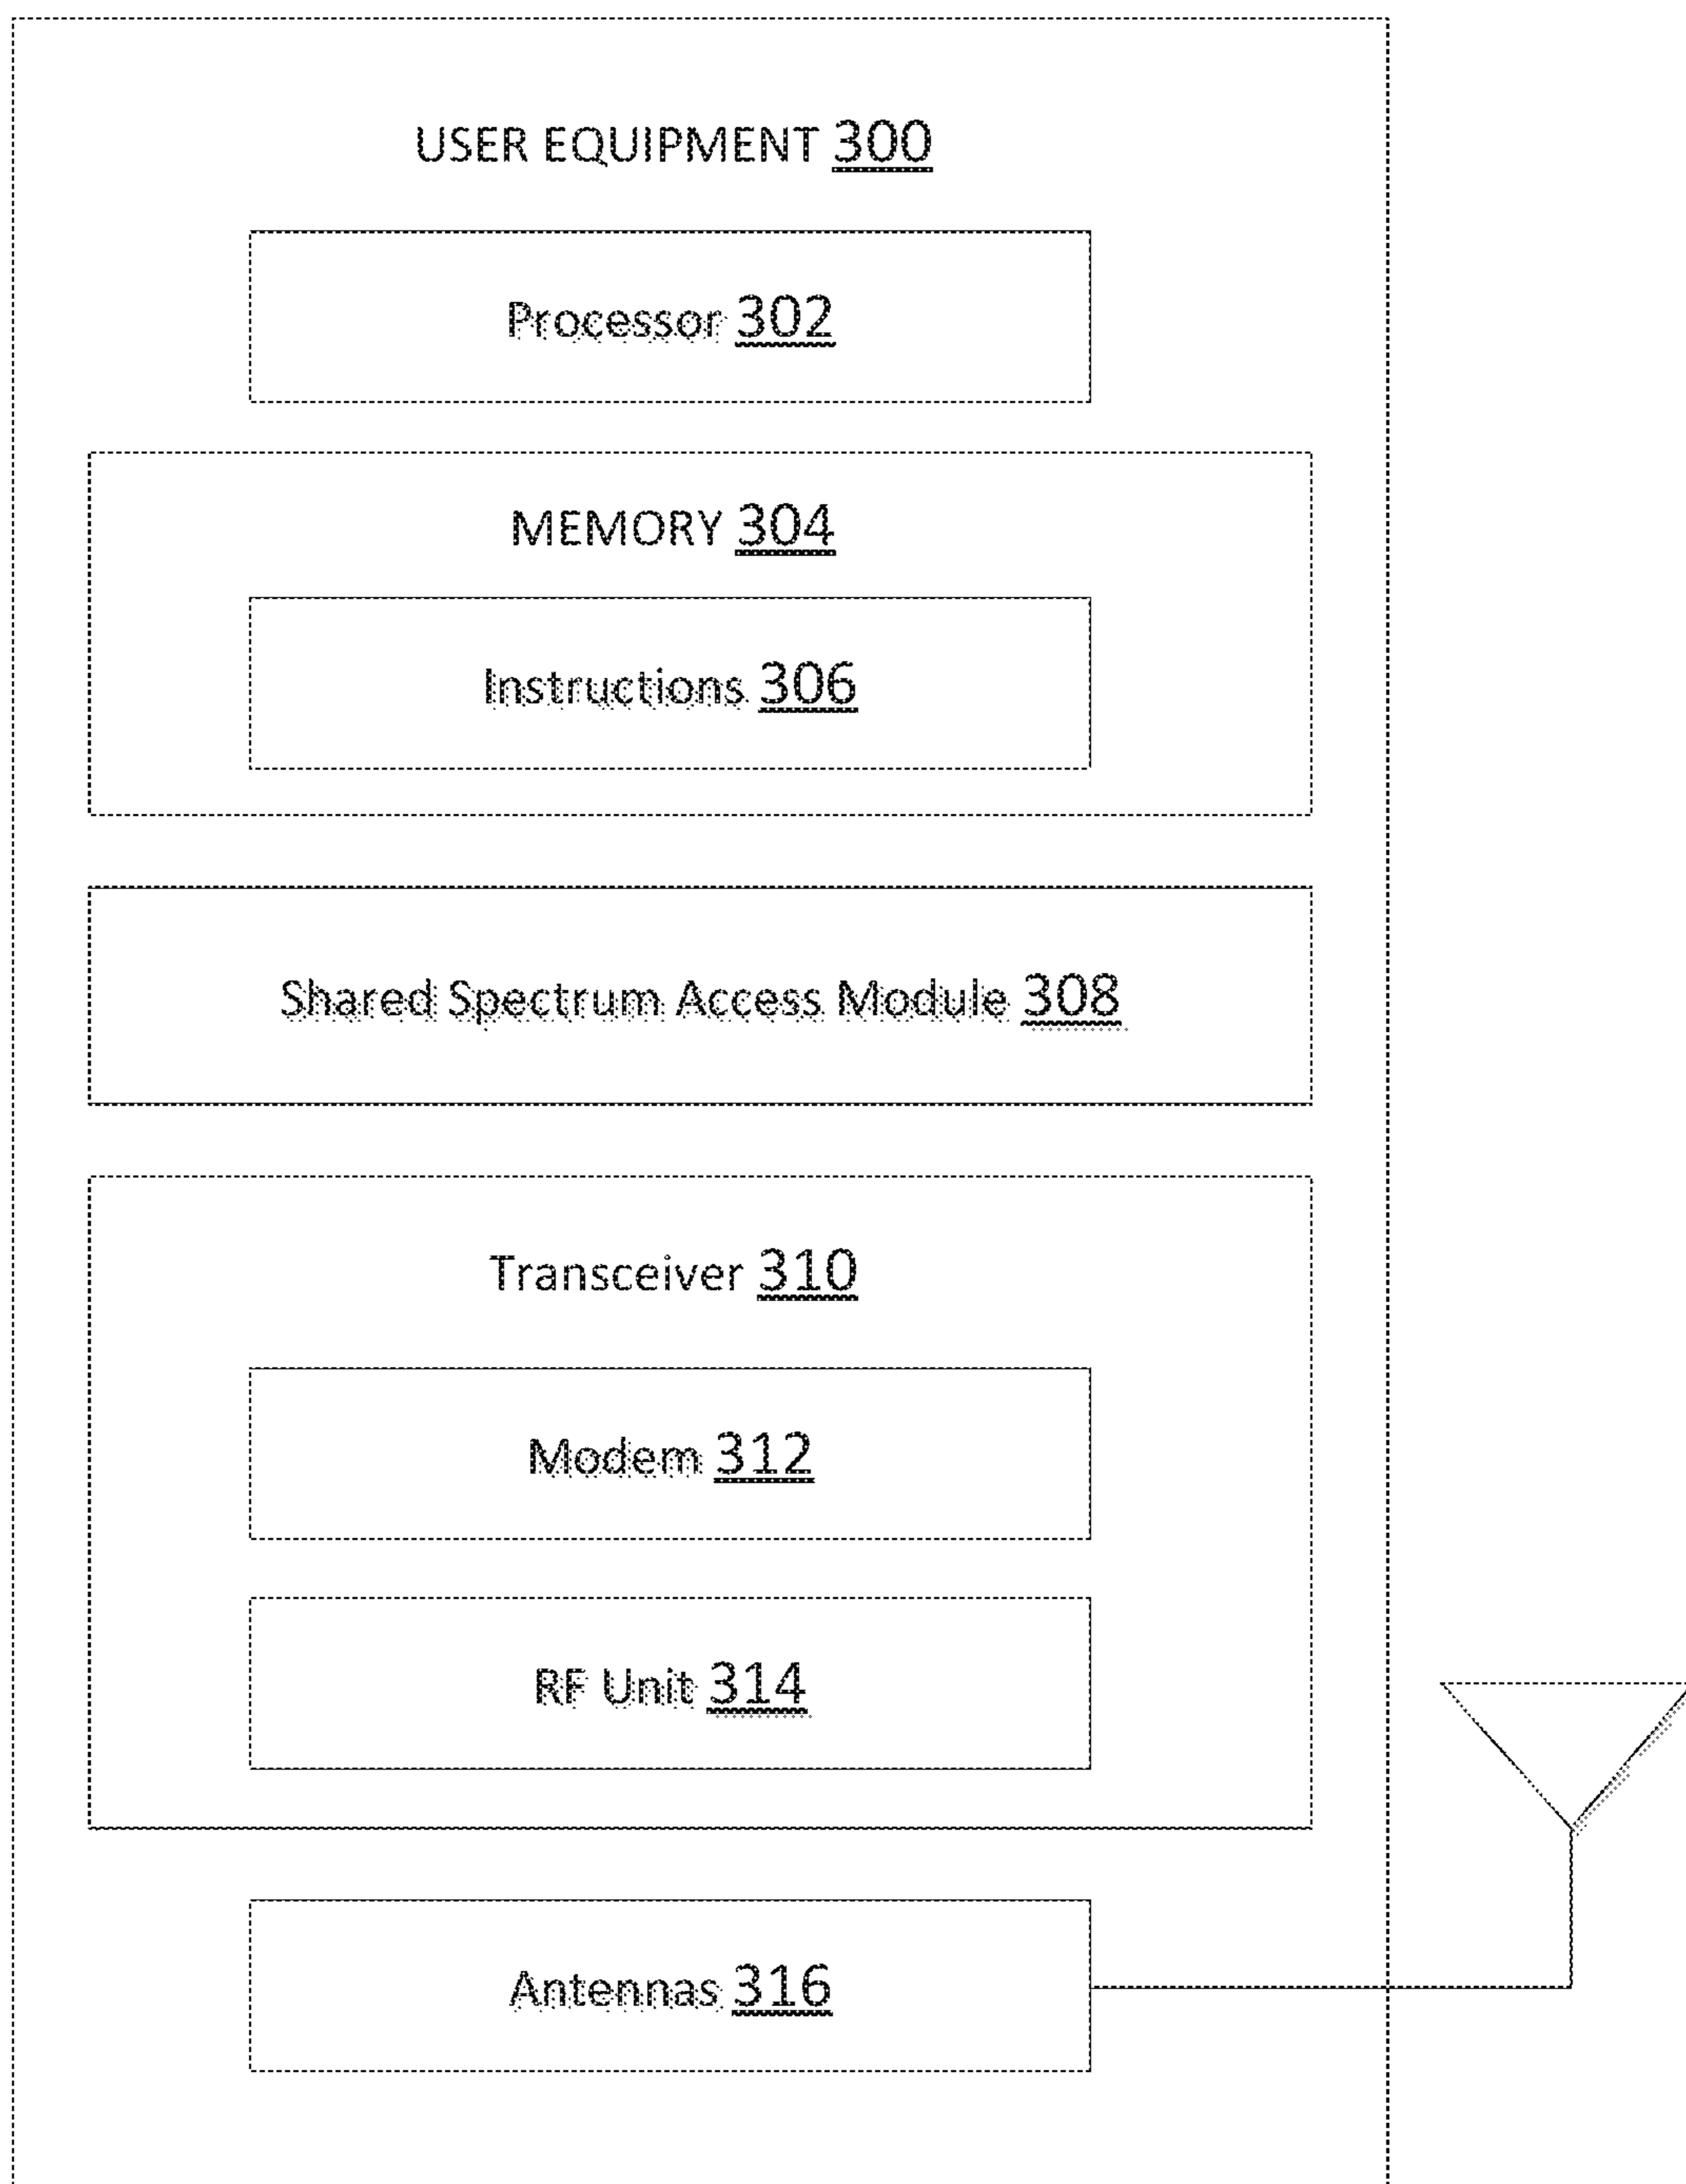 USER EQUIPMENT 300
Processor 302
MEMORY 304
Instructions 306
Shared Spectrum Access Module 308
Transceiver 310
Modem 312
RF Unit 314
Antennas 316